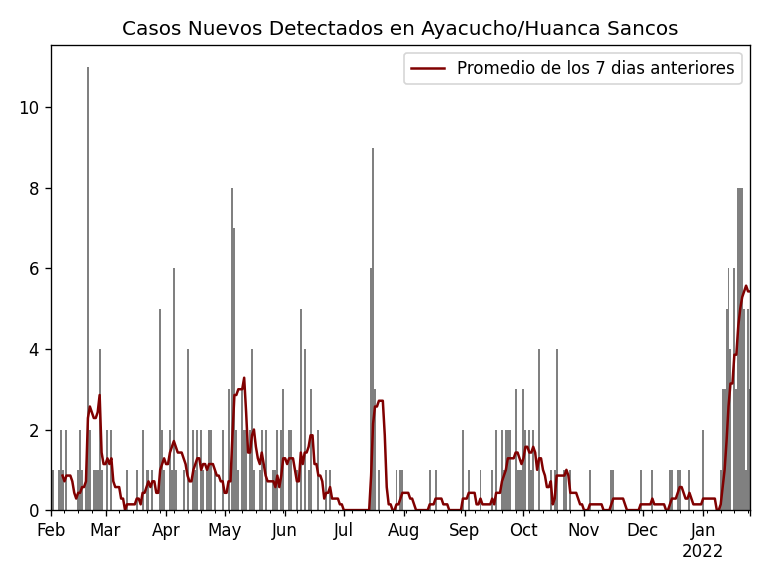 Casos Nuevos Detectados en Ayacucho/Huanca Sancos
Promedio de los 7 dias anteriores
10
8
6
4
2
0
Feb Mar Apr May Jun Jul Aug Sep Oct Nov Dec Jan
2022